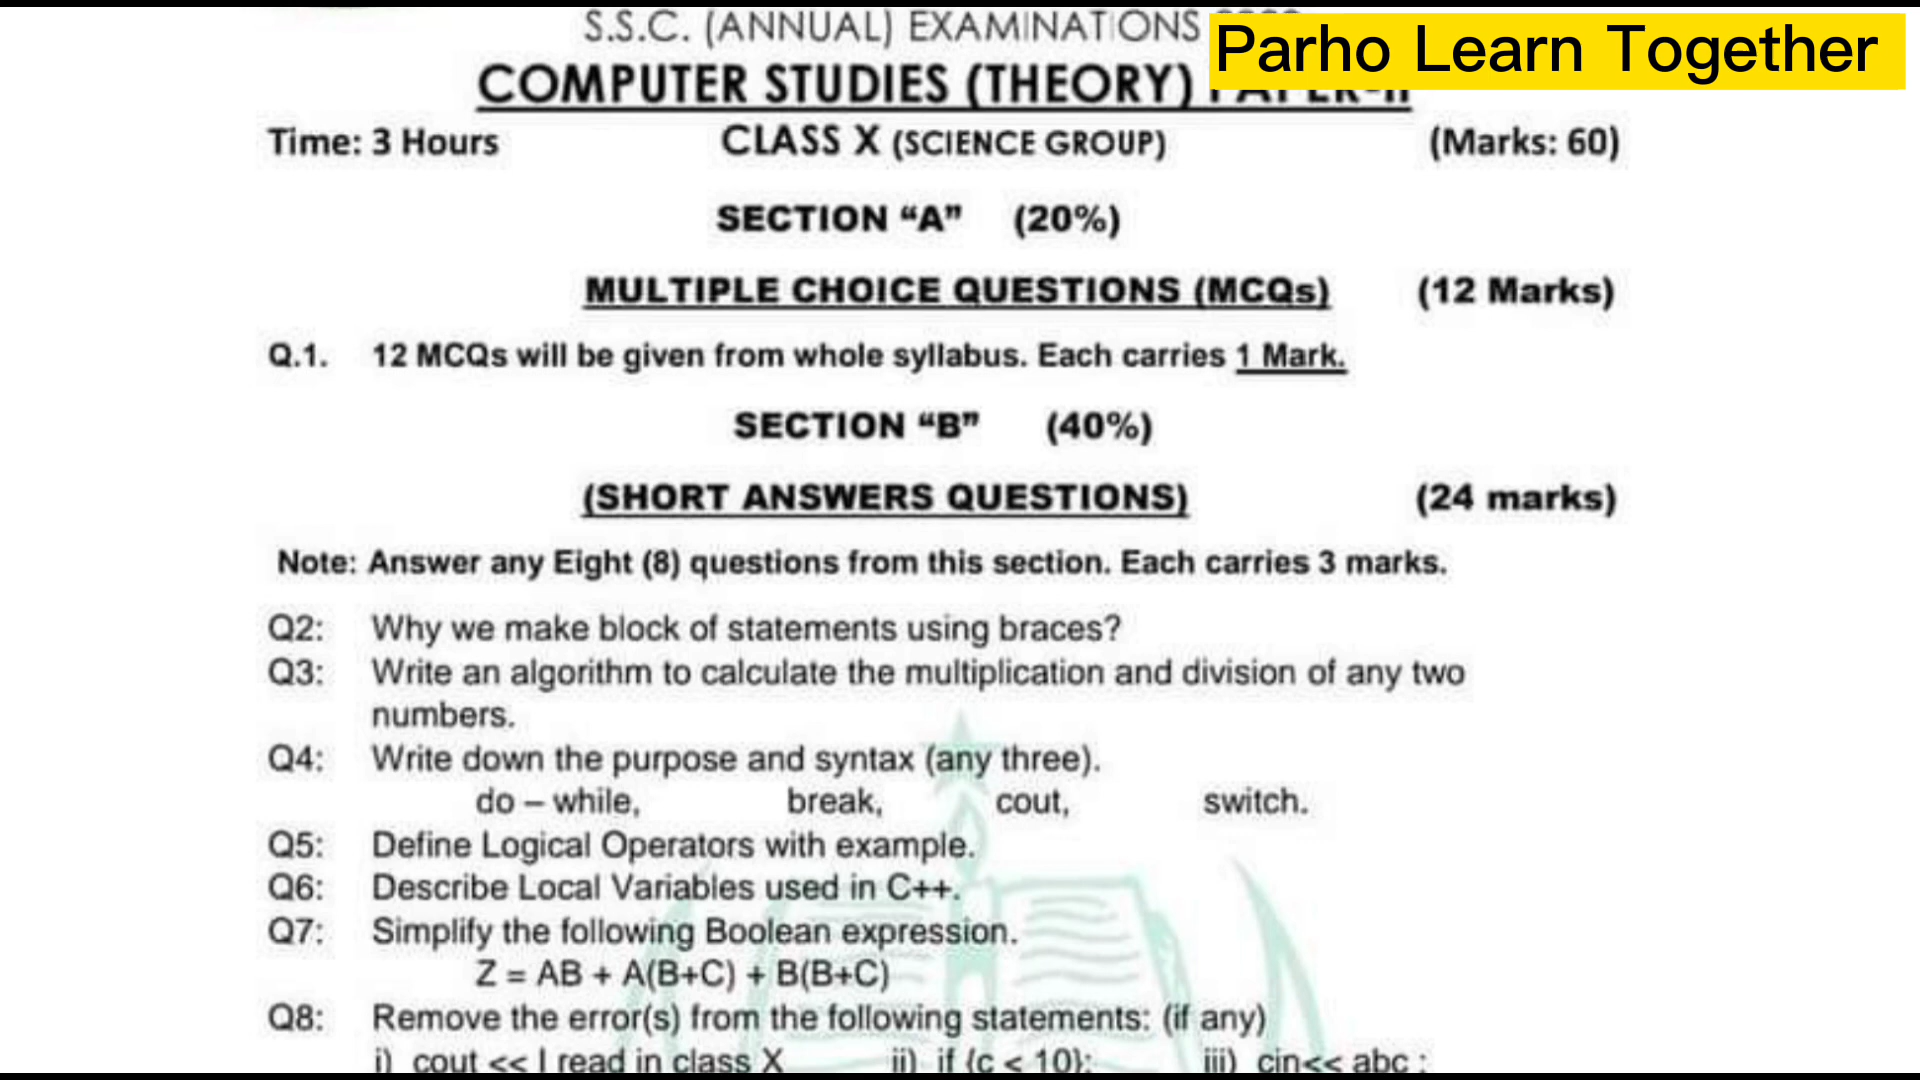 S.S.C. (ANNUAL) EXAMINATIONS
Parho Learn Together
COMPUTER STUDIES (THEORY) PAPER-II
Time: 3 Hours CLASS X (SCIENCE GROUP) (Marks: 60)
SECTION “A” (20%)
MULTIPLE CHOICE QUESTIONS (MCQs) (12 Marks)
Q.1. 12 MCQs will be given from whole syllabus. Each carries 1 Mark.
SECTION “B” (40%)
(SHORT ANSWERS QUESTIONS) (24 marks)
Note: Answer any Eight (8) questions from this section. Each carries 3 marks.
Q2: Why we make block of statements using braces?
Q3: Write an algorithm to calculate the multiplication and division of any two
numbers.
Q4: Write down the purpose and syntax (any three).
do – while, break, cout, switch.
Q5: Define Logical Operators with example.
Q6: Describe Local Variables used in C++.
Q7: Simplify the following Boolean expression.
Z = AB + A(B+C) + B(B+C)
Q8: Remove the error(s) from the following statements: (if any)
i) cout << I read in class X ii) if {c < 10}; iii) cin<< abc ;